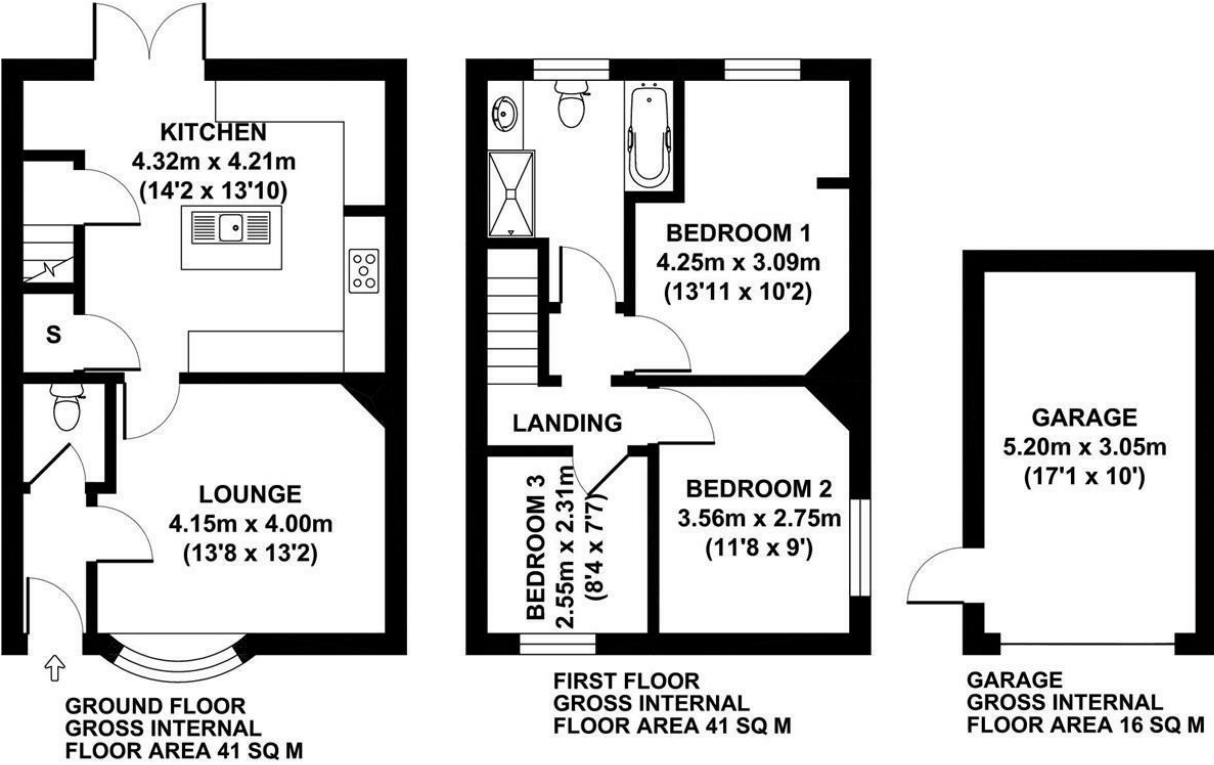 KITCHEN
4.32m x 4.21m
(14'2 x 13'10)
S
LOUNGE
4.15m x 4.00m
(13'8 x 13'2)
GROUND FLOOR
GROSS INTERNAL
FLOOR AREA 41 SQ M
BEDROOM 1
4.25m x 3.09m
(13'11 x 10'2)
LANDING
BEDROOM 3
2.55m x 2.31m
(8'4 x 7'7)
BEDROOM 2
3.56m x 2.75m
(11'8 x 9')
FIRST FLOOR
GROSS INTERNAL
FLOOR AREA 41 SQ M
GARAGE
5.20m x 3.05m
(17'1 x 10')
GARAGE
GROSS INTERNAL
FLOOR AREA 16 SQ M